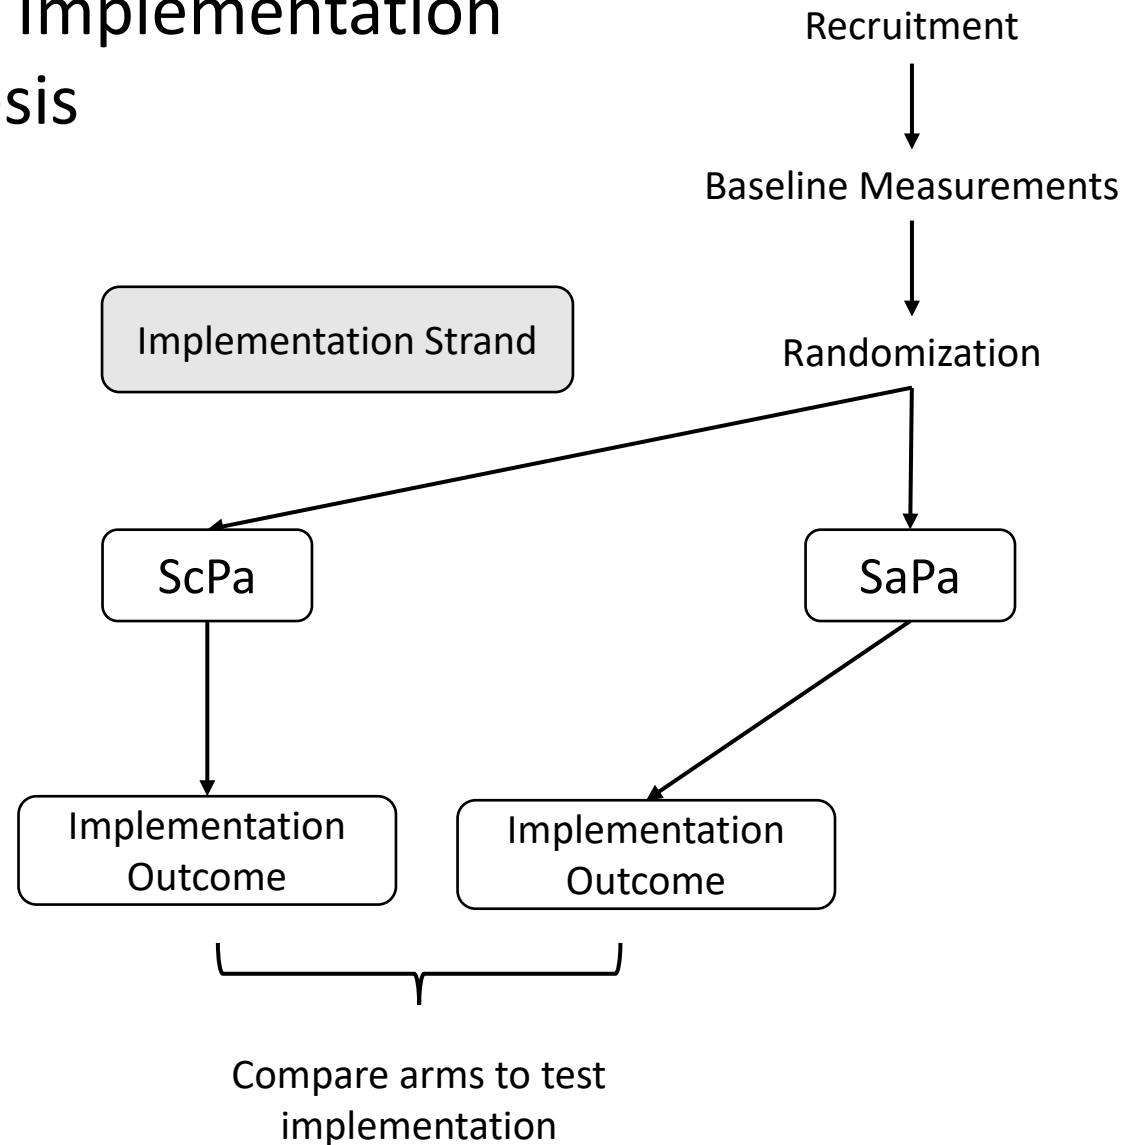 Implementation
sis
Recruitment
Baseline Measurements
Randomization
Implementation Strand
ScPa
SaPa
Implementation
Outcome
Implementation
Outcome
Compare arms to test
implementation